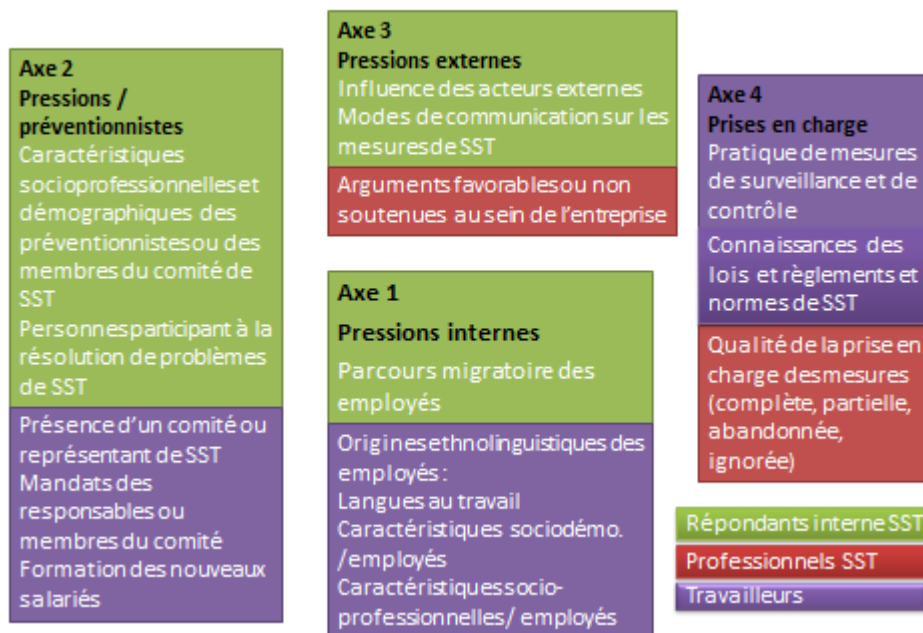 Axe 2
Pressions /
préventionnistes
Caractéristiques
socioprofessionnelles et
démographiques des
préventionnistes ou des
membres du comité de
SST
Personnes participant à la
résolution de problèmes
de SST
Présence d'un comité ou
représentant de SST
Mandats des
responsables ou
membres du comité
Formation des nouveaux
salariés
Axe 3
Pressions externes
Influence des acteurs externes
Modes de communication sur les
mesures de SST
Arguments favorables ou non
soutenues au sein de l'entreprise
Axe 1
Pressions internes
Parcours migratoire des
employés
Origines ethnolinguistiques des
employés :
Langues au travail
Caractéristiques sociodémo.
/employés
Caractéristiques socio-
professionnelles/ employés
Axe 4
Prises en charge
Pratique de mesures
de surveillance et de
contrôle
Connaissances des
lois et règlements et
normes de SST
Qualité de la prise en
charge des mesures
(complète, partielle,
abandonnée,
ignorée)
Répondants interne SST
Professionnels SST
Travailleurs